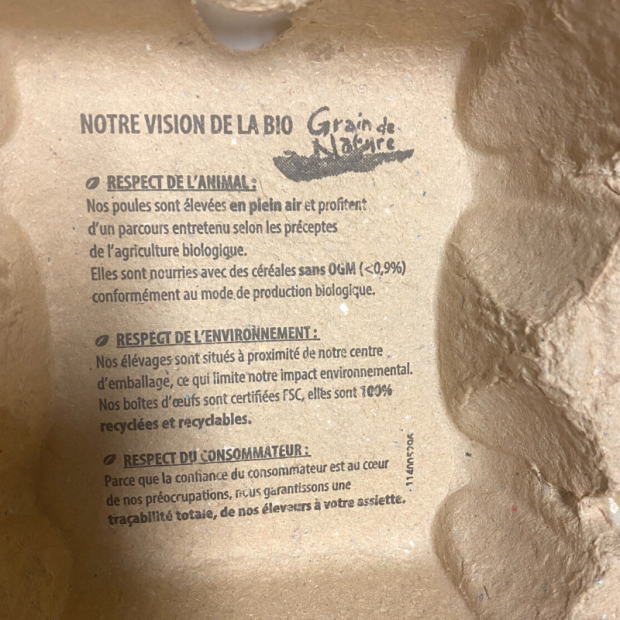 NOTRE VISION DE LA BIO Grain de
Nature
RESPECT DE L'ANIMAL :
Nos poules sont élevées en plein air et profitent
d'un parcours entretenu selon les préceptes
de l'agriculture biologique.
Elles sont nourries avec des céréales sans OGM (<0,9%)
conformément au mode de production biologique.
RESPECT DE L'ENVIRONNEMENT :
Nos élevages sont situés à proximité de notre centre
d'emballage, ce qui limite notre impact environnemental.
Nos boîtes d'œufs sont certifiées FSC, elles sont 100%
recyclées et recyclables.
RESPECT DU CONSOMMATEUR :
Parce que la confiance du consommateur est au cœur
de nos préocrupations, nous garantissons une
traçabilité totale, de nos éleveurs à votre assiette.